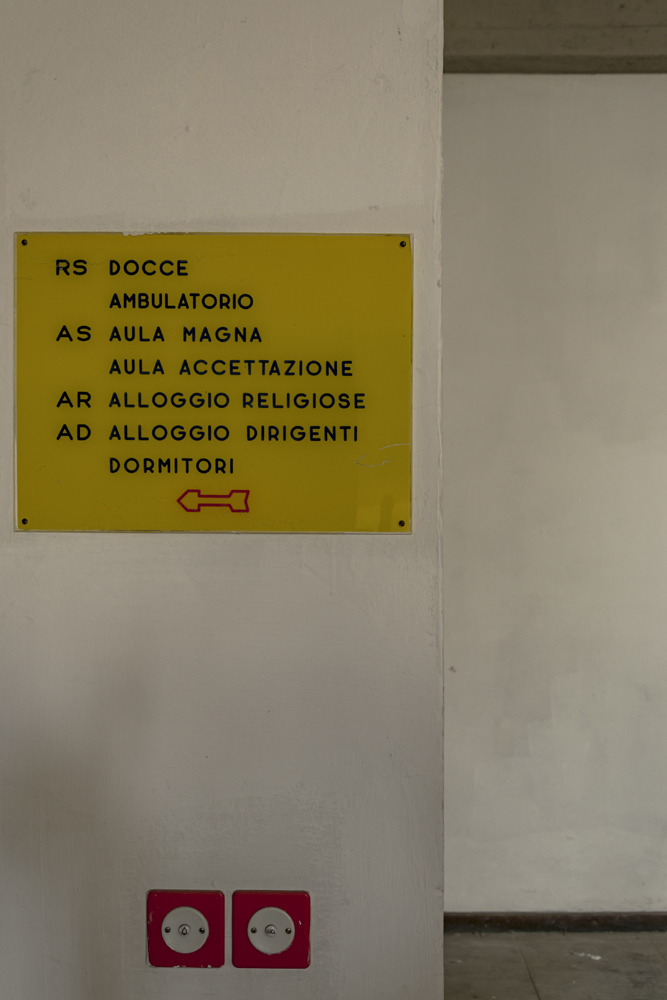 RS DOCCE
AMBULATORIO
AS AULA MAGNA
AULA ACCETTAZIONE
AR ALLOGGIO RELIGIOSE
AD ALLOGGIO DIRIGENTI
DORMITORI